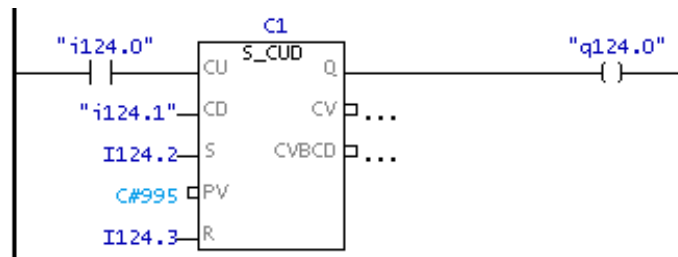 C1
"i124.0" S_CUD "q124.0"
CU Q
"i124.1" CD CV ...
I124.2 S CVBCD ...
C#995 PV
I124.3 R